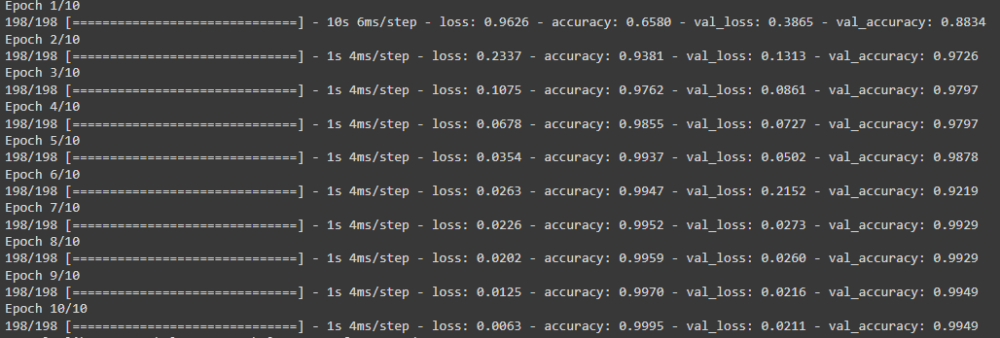 Epoch 1/10
198/198 [==============================] - 10s 6ms/step - loss: 0.9626 - accuracy: 0.6580 - val_loss: 0.3865 - val_accuracy: 0.8834
Epoch 2/10
198/198 [==============================] - 1s 4ms/step - loss: 0.2337 - accuracy: 0.9381 - val_loss: 0.1313 - val_accuracy: 0.9726
Epoch 3/10
198/198 [==============================] - 1s 4ms/step - loss: 0.1075 - accuracy: 0.9762 - val_loss: 0.0861 - val_accuracy: 0.9797
Epoch 4/10
198/198 [==============================] - 1s 4ms/step - loss: 0.0678 - accuracy: 0.9855 - val_loss: 0.0727 - val_accuracy: 0.9797
Epoch 5/10
198/198 [==============================] - 1s 4ms/step - loss: 0.0354 - accuracy: 0.9937 - val_loss: 0.0502 - val_accuracy: 0.9878
Epoch 6/10
198/198 [==============================] - 1s 4ms/step - loss: 0.0263 - accuracy: 0.9947 - val_loss: 0.2152 - val_accuracy: 0.9219
Epoch 7/10
198/198 [==============================] - 1s 4ms/step - loss: 0.0226 - accuracy: 0.9952 - val_loss: 0.0273 - val_accuracy: 0.9929
Epoch 8/10
198/198 [==============================] - 1s 4ms/step - loss: 0.0202 - accuracy: 0.9959 - val_loss: 0.0260 - val_accuracy: 0.9929
Epoch 9/10
198/198 [==============================] - 1s 4ms/step - loss: 0.0125 - accuracy: 0.9970 - val_loss: 0.0216 - val_accuracy: 0.9949
Epoch 10/10
198/198 [==============================] - 1s 4ms/step - loss: 0.0063 - accuracy: 0.9995 - val_loss: 0.0211 - val_accuracy: 0.9949